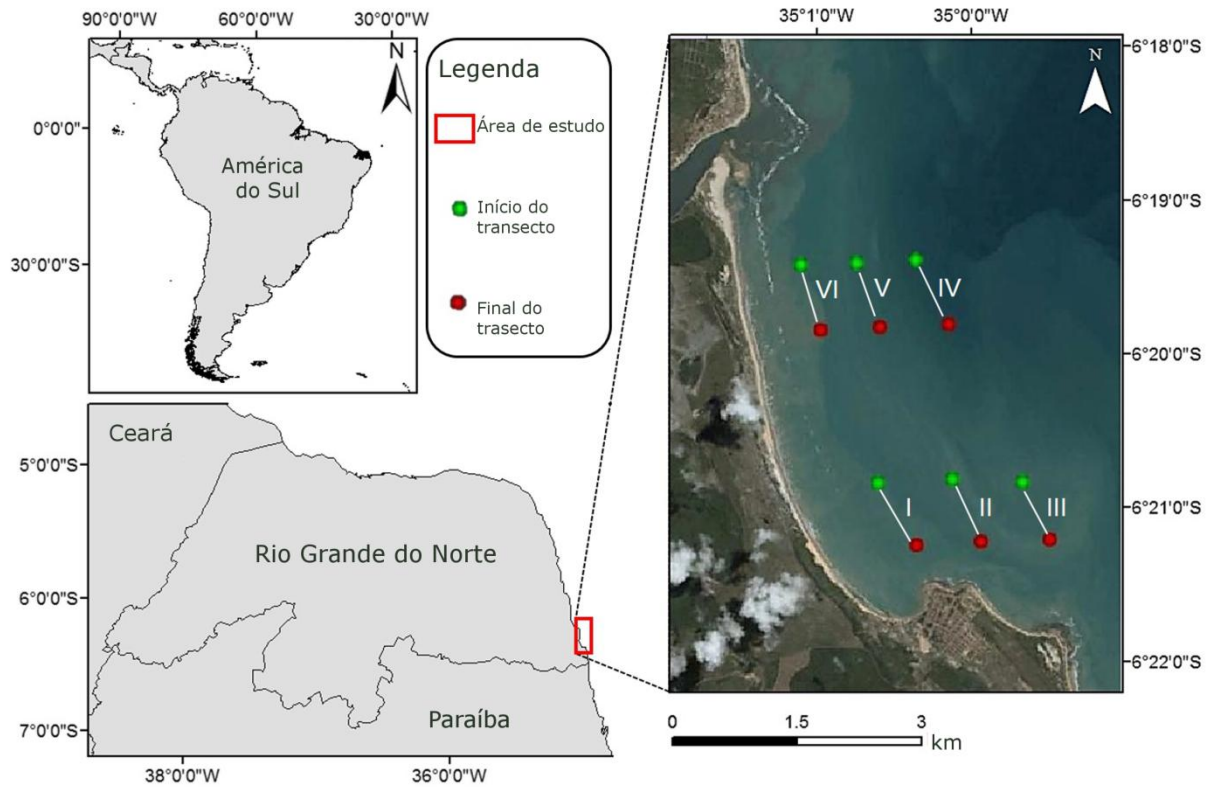 90°0'0"W
60°0'0"W
30°0'0"W
0°0'0"
30°0'0"S
N
América
do Sul
Legenda
Área de estudo
Início do
transecto
Final do
trasecto
Ceará
Rio Grande do Norte
Paraíba
5°0'0"S
6°0'0"S
7°0'0"S
38°0'0"W
36°0'0"W
35°1'0"W
35°0'0"W
N
6°18'0"S
6°19'0"S
6°20'0"S
6°21'0"S
6°22'0"S
VI
V
IV
I
II
III
0
1.5
3
km